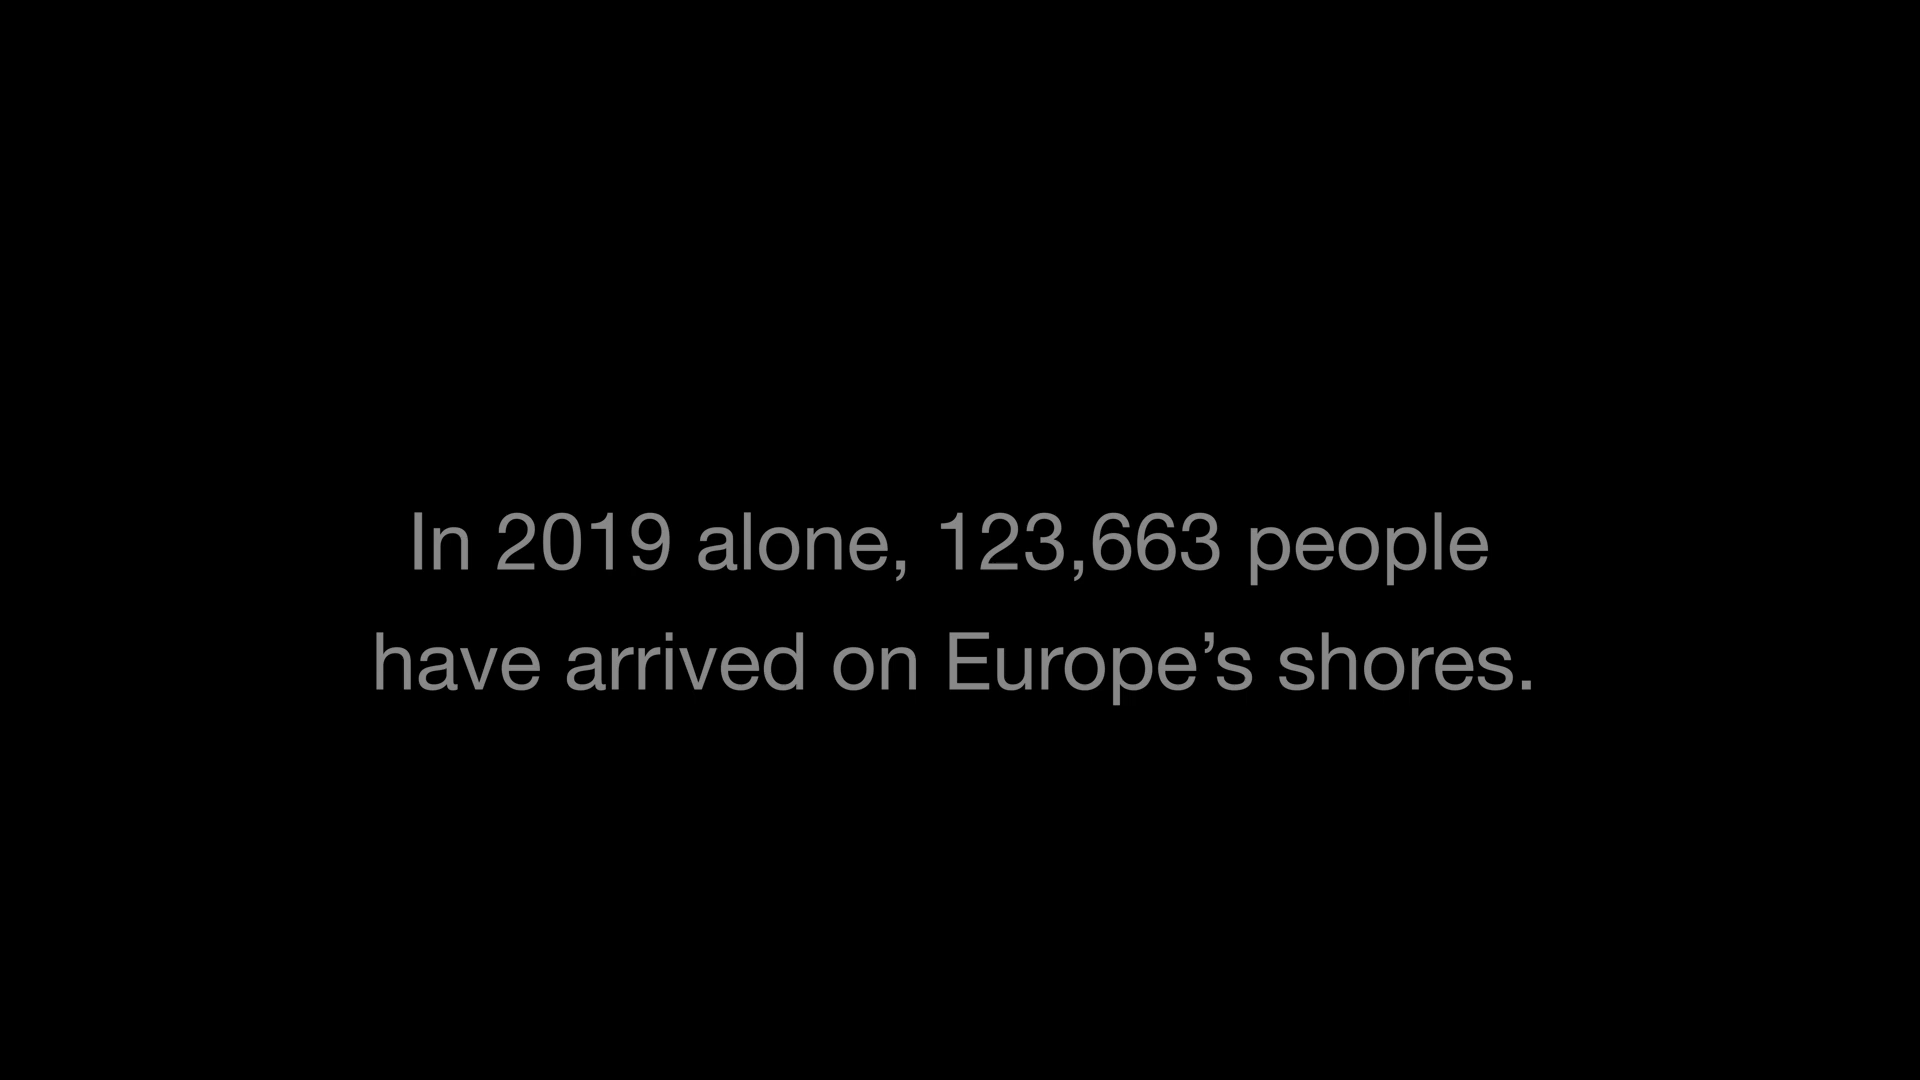 In 2019 alone, 123,663 people
have arrived on Europe’s shores.